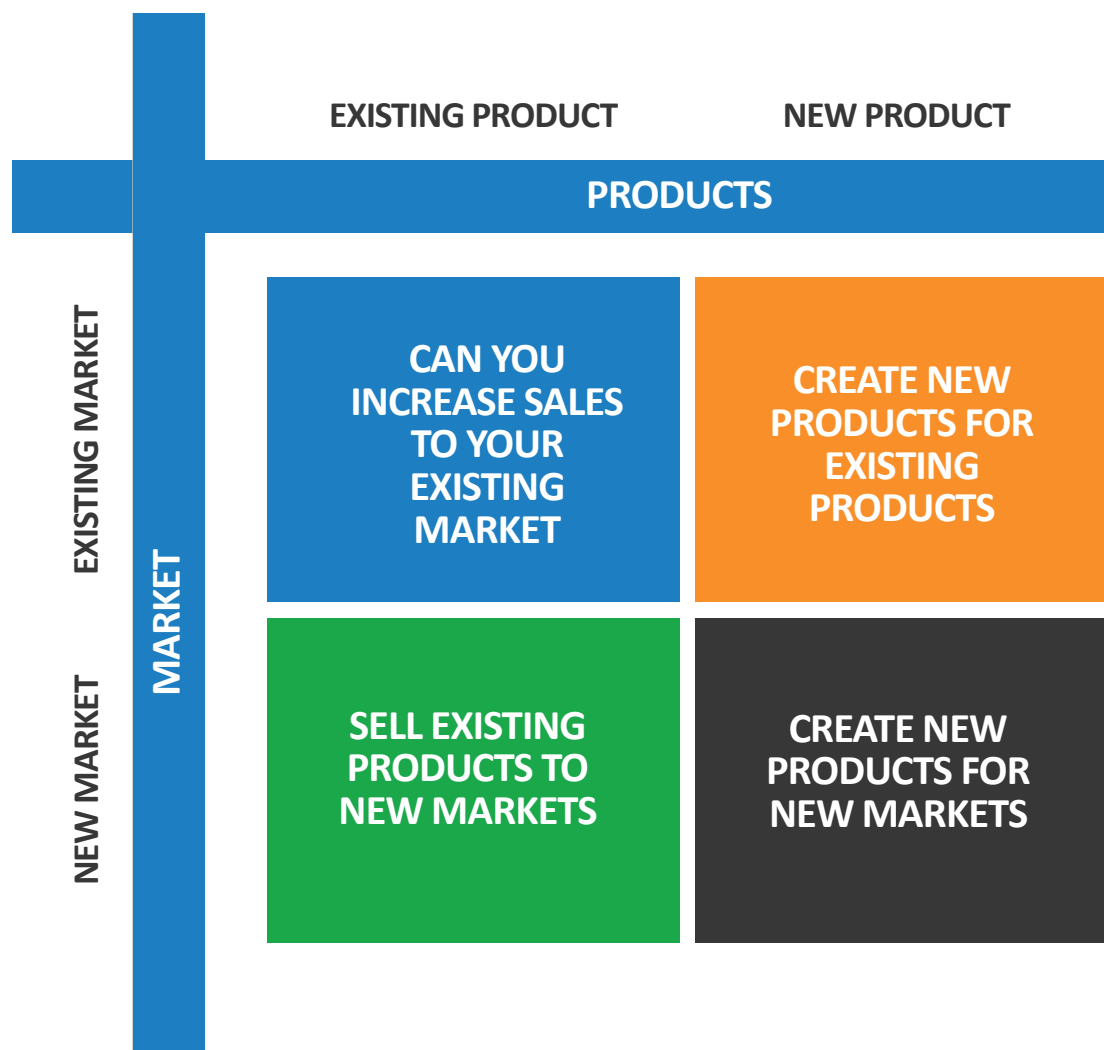 EXISTING PRODUCT
NEW PRODUCT
PRODUCTS
MARKET
EXISTING MARKET
NEW MARKET
CAN YOU
INCREASE SALES
TO YOUR
EXISTING
MARKET
CREATE NEW
PRODUCTS FOR
EXISTING
PRODUCTS
SELL EXISTING
PRODUCTS TO
NEW MARKETS
CREATE NEW
PRODUCTS FOR
NEW MARKETS